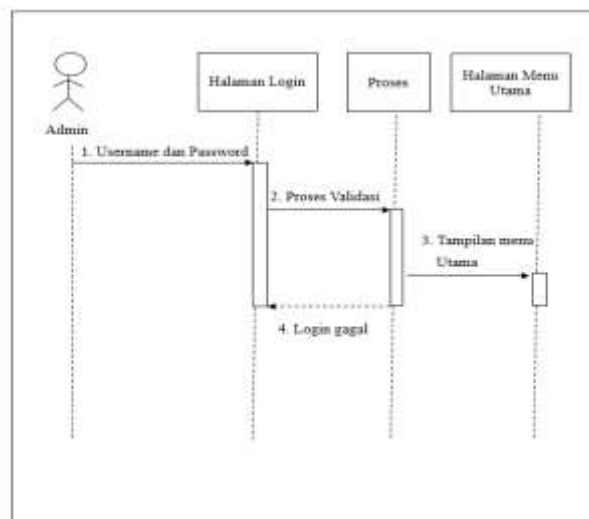 Halaman Login
Proses
Halaman Menu
Utama
Admin
1. Username dan Password
2. Proses Validasi
3. Tampilan menu
Utama
4. Login gagal